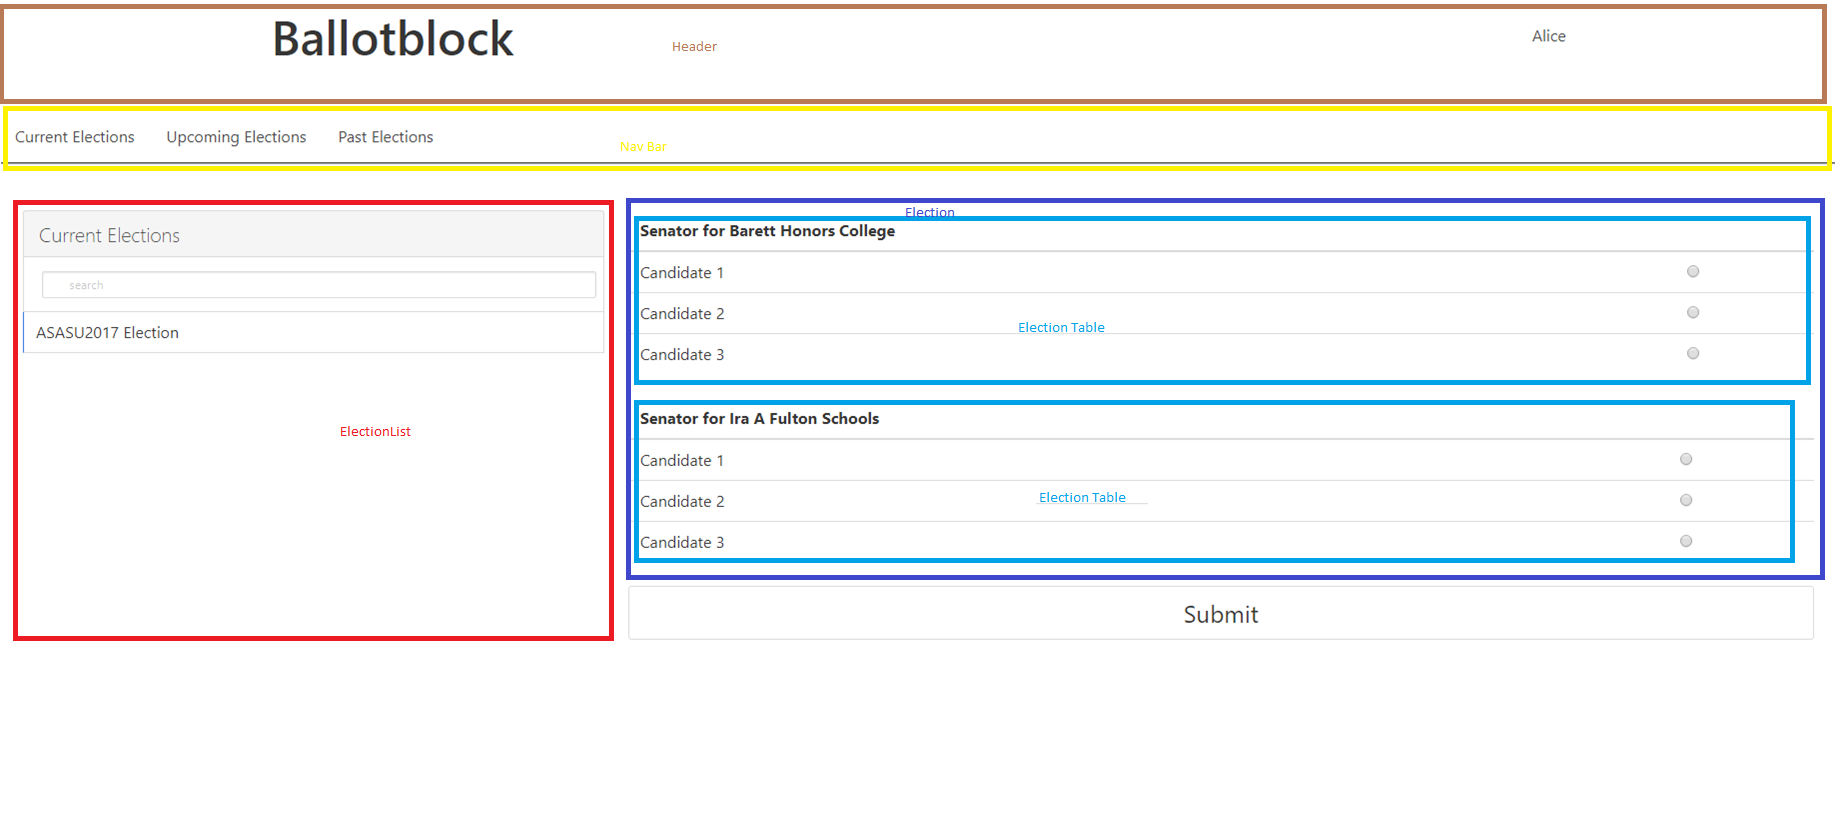 Ballotblock
Header
Alice
Current Elections
Upcoming Elections
Past Elections
Nav Bar
Current Elections
search
ASASU2017 Election
ElectionList
Election
Senator for Barett Honors College
Candidate 1
Candidate 2
Election Table
Candidate 3
Senator for Ira A Fulton Schools
Candidate 1
Candidate 2
Election Table
Candidate 3
Submit